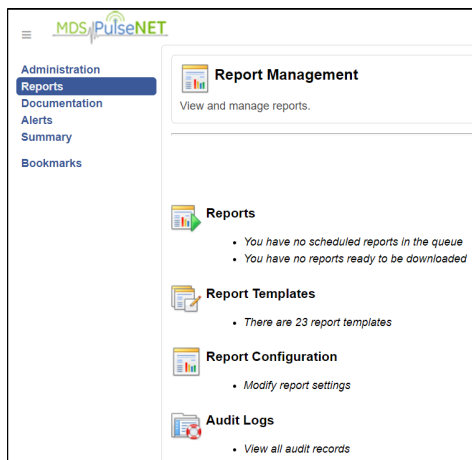 MDS PulseNET
Administration
Reports
Documentation
Alerts
Summary
Bookmarks
Report Management
View and manage reports.
Reports
You have no scheduled reports in the queue
You have no reports ready to be downloaded
Report Templates
There are 23 report templates
Report Configuration
Modify report settings
Audit Logs
View all audit records